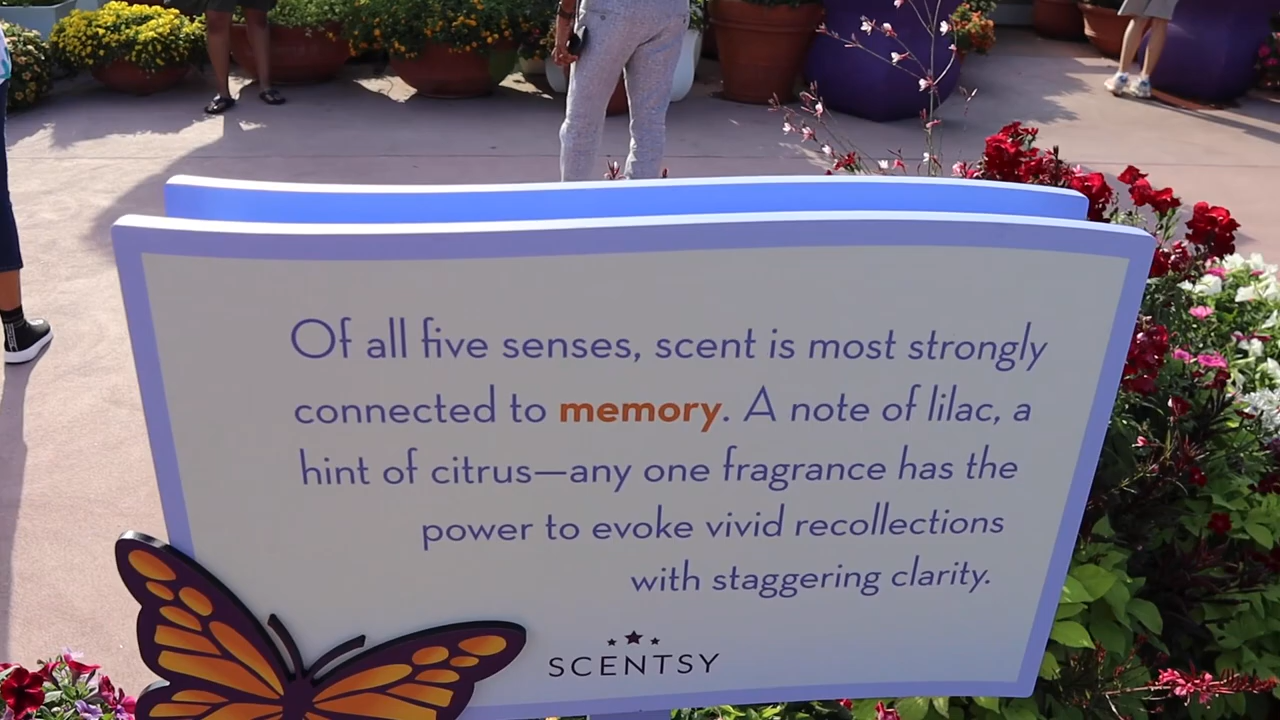 Of all five senses, scent is most strongly
connected to memory. A note of lilac, a
hint of citrus—any one fragrance has the
power to evoke vivid recollections
with staggering clarity.
SCENTSY